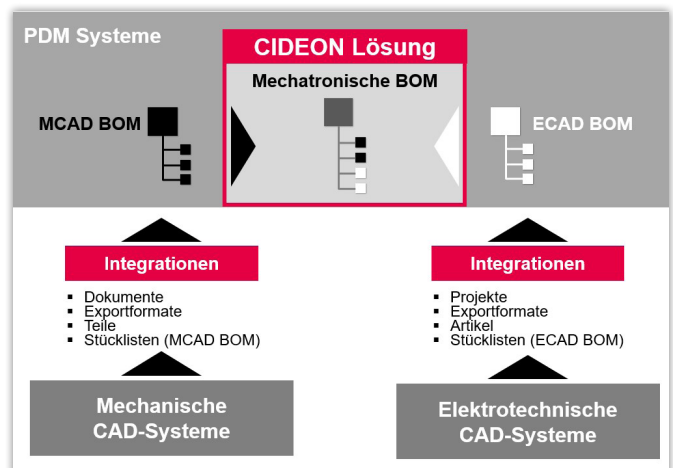 PDM Systeme
CIDEON Lösung
Mechatronische BOM
MCAD BOM
ECAD BOM
Integrationen
▪ Dokumente
▪ Exportformate
▪ Teile
▪ Stücklisten (MCAD BOM)
Mechanische
CAD-Systeme
Integrationen
▪ Projekte
▪ Exportformate
▪ Artikel
▪ Stücklisten (ECAD BOM)
Elektrotechnische
CAD-Systeme